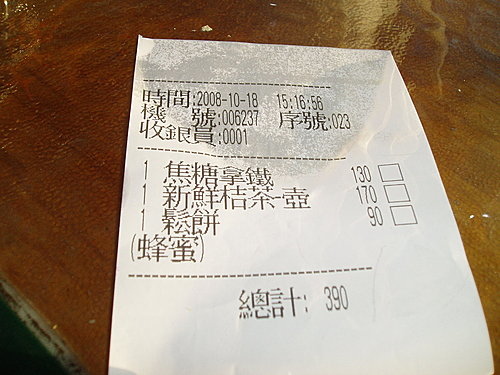 時間:2008-10-18 15:16:56
機 號:006237 序號:023
收銀員:0001
1 焦糖拿鐵 130
1 新鮮桔茶-壺 170
1 鬆餅 90
(蜂蜜)
總計: 390